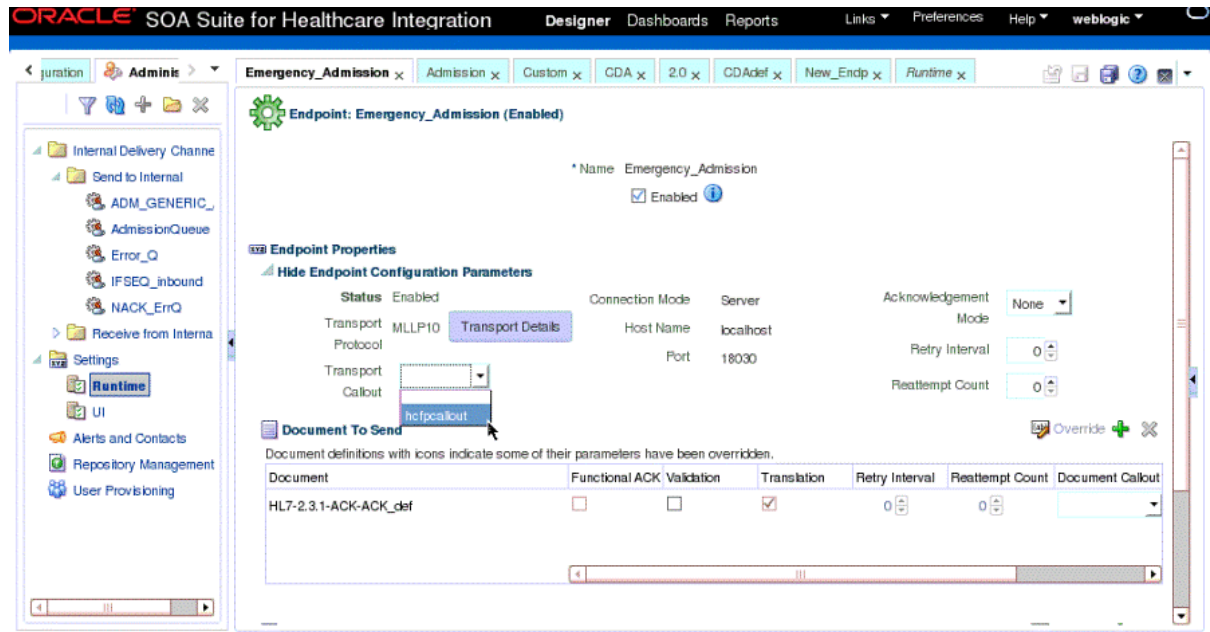 ORACLE SOA Suite for Healthcare Integration Designer Dashboards Reports Links Preferences Help weblogic
juration Adminis Emergency_Admission Admission Custom CDA 2.0 CDAdef New_Endp Runtime
Endpoint: Emergency_Admission (Enabled)
Internal Delivery Channe
Send to Internal
ADM_GENERIC_
AdmissionQueue
Error_Q
IFSEQ_inbound
NACK_ErrQ
Receive from Interna
Settings
Runtime
UI
Alerts and Contacts
Repository Management
User Provisioning
* Name Emergency_Admission
Enabled
XYZ Endpoint Properties
Hide Endpoint Configuration Parameters
Status Enabled
Transport Protocol MLLP10 Transport Details
Transport Callout
hcfpcallout
Connection Mode Server
Host Name localhost
Port 18030
Acknowledgement Mode None
Retry Interval 0
Reattempt Count 0
Document To Send
Override
Document definitions with icons indicate some of their parameters have been overridden.
Document Functional ACK Validation Translation Retry Interval Reattempt Count Document Callout
HL7-2.3.1-ACK-ACK_def 0 0